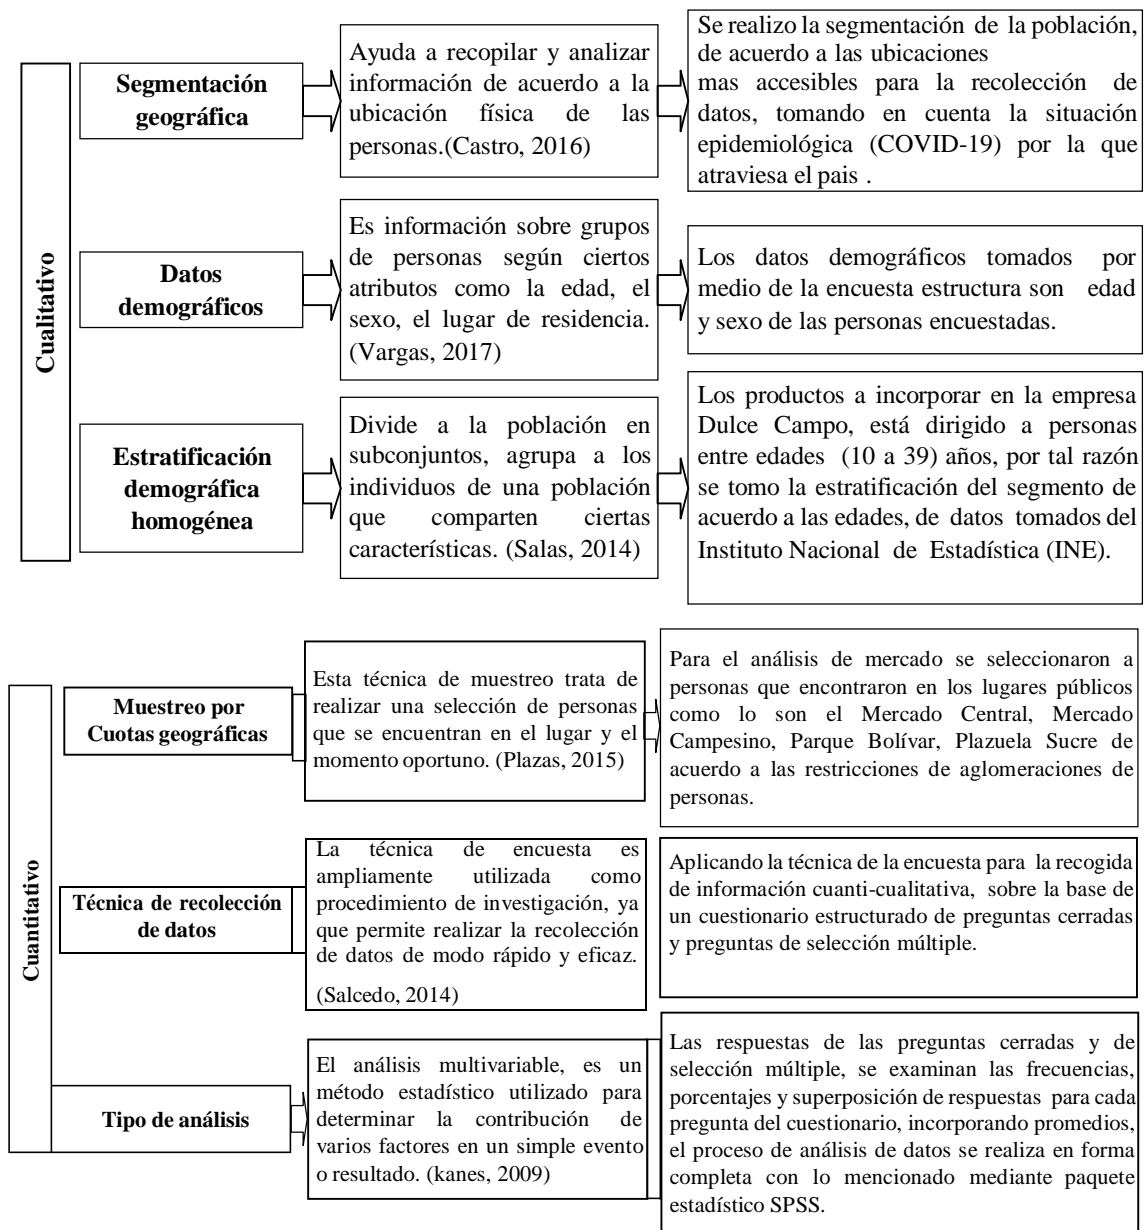 Cualitativo
Segmentación
geográfica
Ayuda a recopilar y analizar
información de acuerdo a la
ubicación física de las
personas.(Castro, 2016)
Se realizo la segmentación de la población,
de acuerdo a las ubicaciones
mas accesibles para la recolección de
datos, tomando en cuenta la situación
epidemiológica (COVID-19) por la que
atraviesa el pais .
Datos
demográficos
Es información sobre grupos
de personas según ciertos
atributos como la edad, el
sexo, el lugar de residencia.
(Vargas, 2017)
Los datos demográficos tomados por
medio de la encuesta estructura son edad
y sexo de las personas encuestadas.
Estratificación
demográfica
homogénea
Divide a la población en
subconjuntos, agrupa a los
individuos de una población
que comparten ciertas
características. (Salas, 2014)
Los productos a incorporar en la empresa
Dulce Campo, está dirigido a personas
entre edades (10 a 39) años, por tal razón
se tomo la estratificación del segmento de
acuerdo a las edades, de datos tomados del
Instituto Nacional de Estadística (INE).
Cuantitativo
Muestreo por
Cuotas geográficas
Esta técnica de muestreo trata de
realizar una selección de personas
que se encuentran en el lugar y el
momento oportuno. (Plazas, 2015)
Para el análisis de mercado se seleccionaron a
personas que encontraron en los lugares públicos
como lo son el Mercado Central, Mercado
Campesino, Parque Bolívar, Plazuela Sucre de
acuerdo a las restricciones de aglomeraciones de
personas.
Técnica de recolección
de datos
La técnica de encuesta es
ampliamente utilizada como
procedimiento de investigación, ya
que permite realizar la recolección
de datos de modo rápido y eficaz.
(Salcedo, 2014)
Aplicando la técnica de la encuesta para la recogida
de información cuanti-cualitativa, sobre la base de
un cuestionario estructurado de preguntas cerradas
y preguntas de selección múltiple.
Tipo de análisis
El análisis multivariable, es un
método estadístico utilizado para
determinar la contribución de
varios factores en un simple evento
o resultado. (kanes, 2009)
Las respuestas de las preguntas cerradas y de
selección múltiple, se examinan las frecuencias,
porcentajes y superposición de respuestas para cada
pregunta del cuestionario, incorporando promedios,
el proceso de análisis de datos se realiza en forma
completa con lo mencionado mediante paquete
estadístico SPSS.